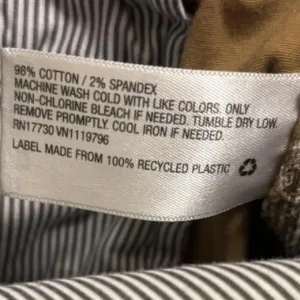 98% COTTON / 2% SPANDEX
MACHINE WASH COLD WITH LIKE COLORS. ONLY
NON-CHLORINE BLEACH IF NEEDED. TUMBLE DRY LOW.
REMOVE PROMPTLY. COOL IRON IF NEEDED.
RN17730 VN1119796
LABEL MADE FROM 100% RECYCLED PLASTIC